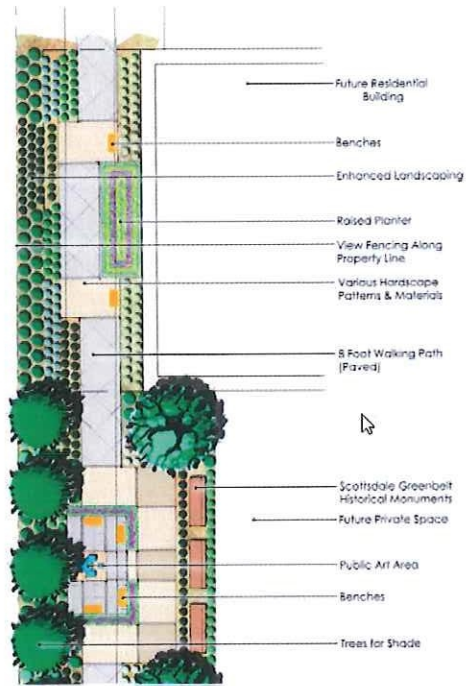 Future Residential
Building
Benches
Enhanced Landscaping
Raised Planter
View Fencing Along
Property Line
Various Hardscape
Patterns & Materials
8 Foot Walking Path
(Paved)
Scottsdale Greenbelt
Historical Monuments
Future Private Space
Public Art Area
Benches
Trees for Shade